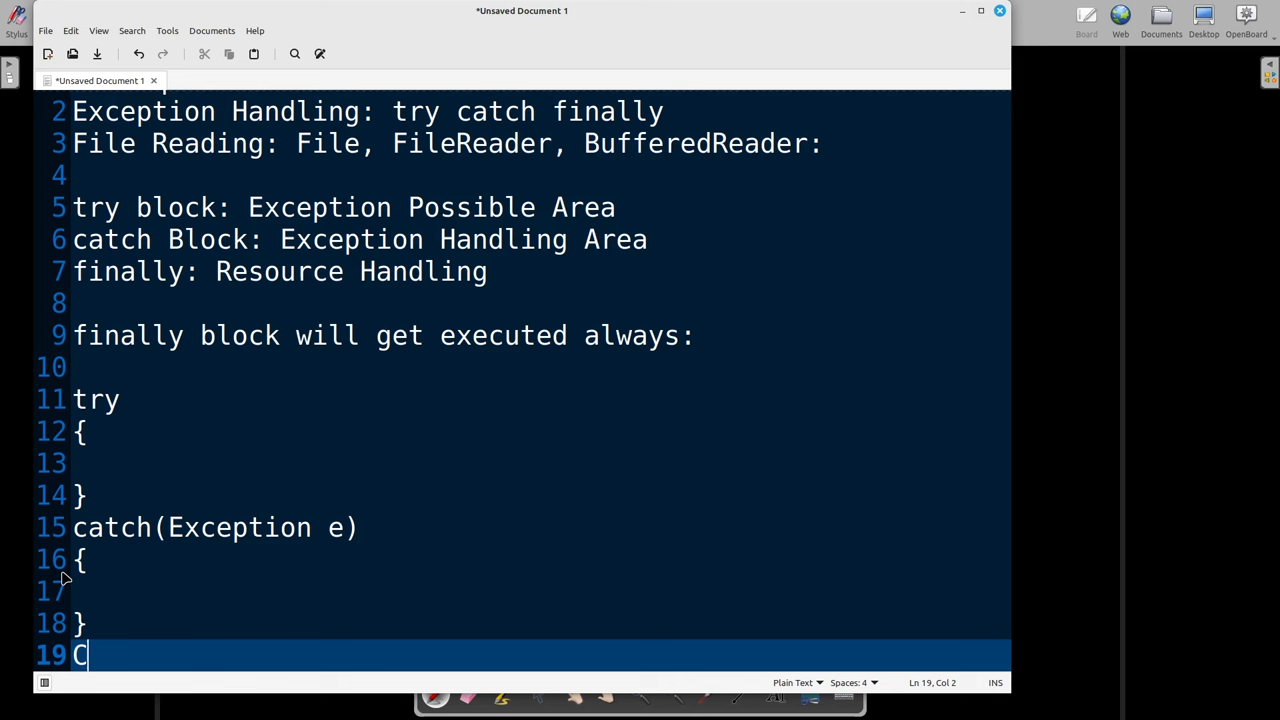 *Unsaved Document 1
Stylus
Board
Web
Documents
Desktop
OpenBoard
File Edit View Search Tools Documents Help
*Unsaved Document 1
2 Exception Handling: try catch finally
3 File Reading: File, FileReader, BufferedReader:
4
5 try block: Exception Possible Area
6 catch Block: Exception Handling Area
7 finally: Resource Handling
8
9 finally block will get executed always:
10
11 try
12 {
13
14 }
15 catch(Exception e)
16 {
17
18 }
19 C
Plain Text Spaces: 4 Ln 19, Col 2 INS